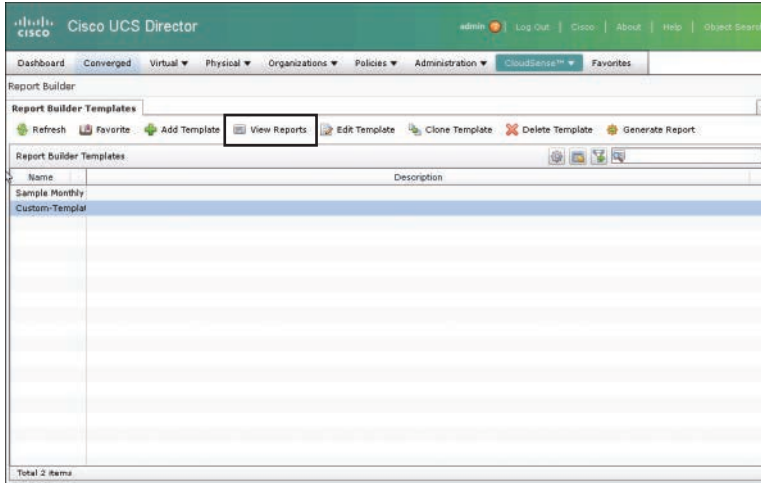 cisco Cisco UCS Director admin | Log Out | Cisco | About | Help | Object Search
Dashboard Converged Virtual Physical Organizations Policies Administration CloudSense™ Favorites
Report Builder
Report Builder Templates
Refresh Favorite Add Template View Reports Edit Template Clone Template Delete Template Generate Report
Report Builder Templates
Name Description
Sample Monthly
Custom-Templat
Total 2 items